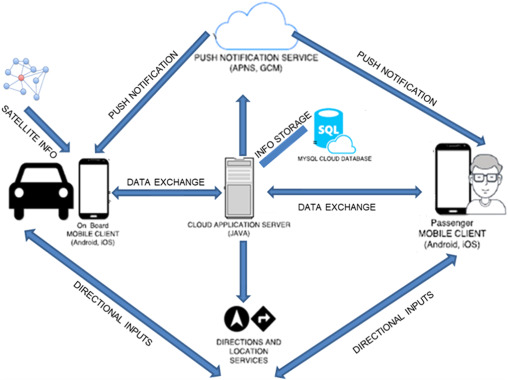 PUSH NOTIFICATION SERVICE
(APNS, GCM)
PUSH NOTIFICATION
PUSH NOTIFICATION
SATELLITE INFO
INFO STORAGE
SQL
MYSQL CLOUD DATABASE
DATA EXCHANGE
DATA EXCHANGE
On Board
MOBILE CLIENT
(Android, iOS)
CLOUD APPLICATION SERVER
(JAVA)
Passenger
MOBILE CLIENT
(Android, iOS)
DIRECTIONAL INPUTS
DIRECTIONAL INPUTS
DIRECTIONS AND
LOCATION
SERVICES